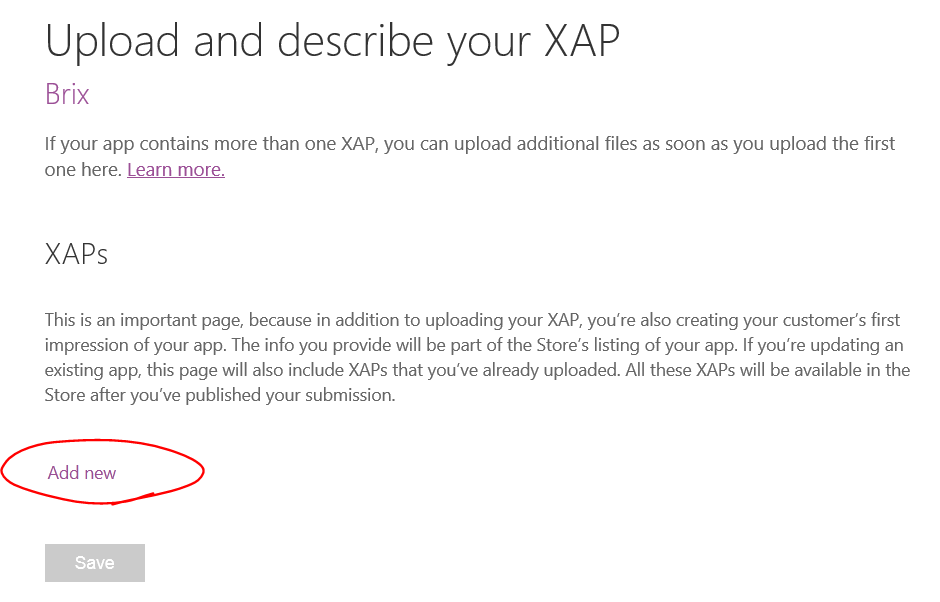 Upload and describe your XAP
Brix
If your app contains more than one XAP, you can upload additional files as soon as you upload the first
one here. Learn more.
XAPs
This is an important page, because in addition to uploading your XAP, you’re also creating your customer’s first
impression of your app. The info you provide will be part of the Store’s listing of your app. If you’re updating an
existing app, this page will also include XAPs that you’ve already uploaded. All these XAPs will be available in the
Store after you’ve published your submission.
Add new
Save